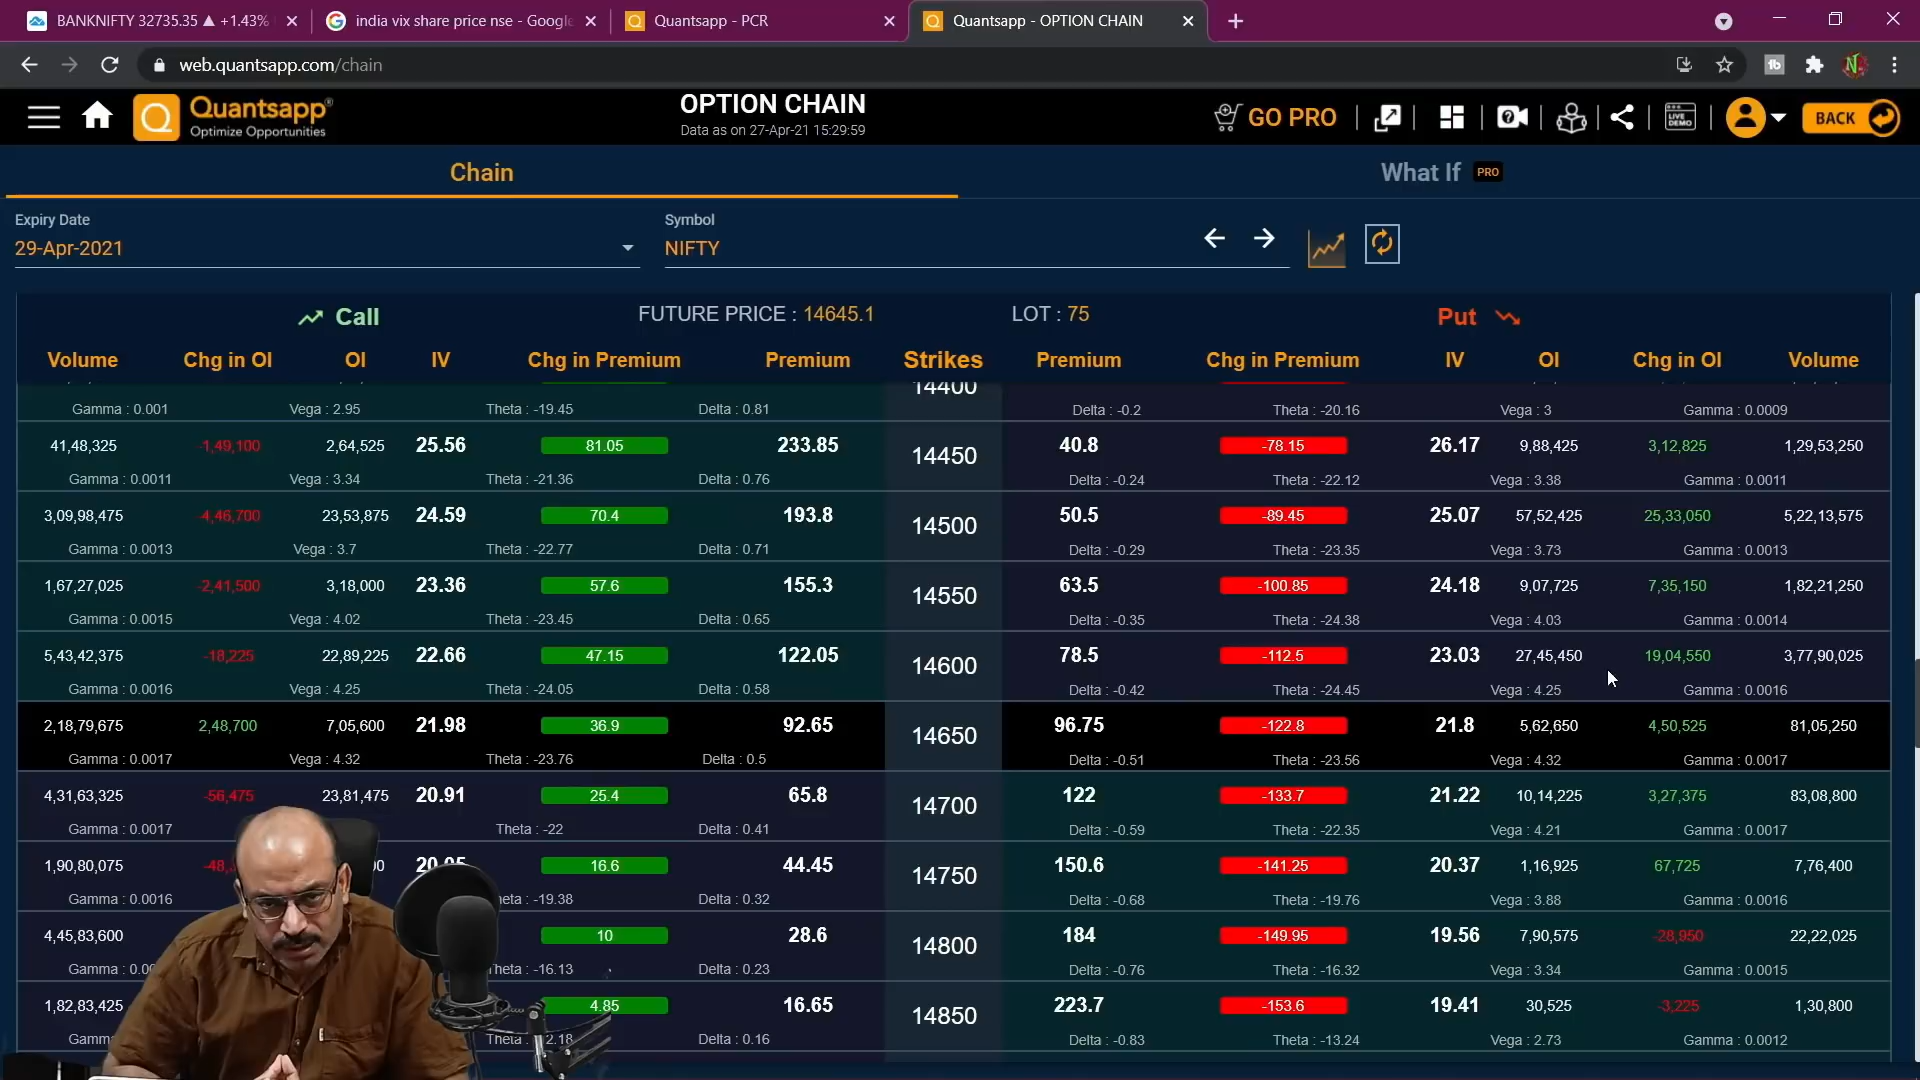 BANKNIFTY 32735.35 ▲ +1.43%
india vix share price nse - Google
Quantsapp - PCR
Quantsapp - OPTION CHAIN
web.quantsapp.com/chain
Quantsapp
Optimize Opportunities
OPTION CHAIN
Data as on 27-Apr-21 15:29:59
GO PRO
LIVE DEMO
BACK
Chain
What If PRO
Expiry Date
29-Apr-2021
Symbol
NIFTY
Call
FUTURE PRICE : 14645.1
LOT : 75
Put
Volume Chg in OI OI IV Chg in Premium Premium Strikes Premium Chg in Premium IV OI Chg in OI Volume
14400
Gamma : 0.001 Vega : 2.95 Theta : -19.45 Delta : 0.81 Delta : -0.2 Theta : -20.16 Vega : 3 Gamma : 0.0009
41,48,325 -1,49,100 2,64,525 25.56 81.05 233.85 14450 40.8 -78.15 26.17 9,88,425 3,12,825 1,29,53,250
Gamma : 0.0011 Vega : 3.34 Theta : -21.36 Delta : 0.76 Delta : -0.24 Theta : -22.12 Vega : 3.38 Gamma : 0.0011
3,09,98,475 -4,46,700 23,53,875 24.59 70.4 193.8 14500 50.5 -89.45 25.07 57,52,425 25,33,050 5,22,13,575
Gamma : 0.0013 Vega : 3.7 Theta : -22.77 Delta : 0.71 Delta : -0.29 Theta : -23.35 Vega : 3.73 Gamma : 0.0013
1,67,27,025 -2,41,500 3,18,000 23.36 57.6 155.3 14550 63.5 -100.85 24.18 9,07,725 7,35,150 1,82,21,250
Gamma : 0.0015 Vega : 4.02 Theta : -23.45 Delta : 0.65 Delta : -0.35 Theta : -24.38 Vega : 4.03 Gamma : 0.0014
5,43,42,375 -18,225 22,89,225 22.66 47.15 122.05 14600 78.5 -112.5 23.03 27,45,450 19,04,550 3,77,90,025
Gamma : 0.0016 Vega : 4.25 Theta : -24.05 Delta : 0.58 Delta : -0.42 Theta : -24.45 Vega : 4.25 Gamma : 0.0016
2,18,79,675 2,48,700 7,05,600 21.98 36.9 92.65 14650 96.75 -122.8 21.8 5,62,650 4,50,525 81,05,250
Gamma : 0.0017 Vega : 4.32 Theta : -23.76 Delta : 0.5 Delta : -0.51 Theta : -23.56 Vega : 4.32 Gamma : 0.0017
4,31,63,325 -56,475 23,81,475 20.91 25.4 65.8 14700 122 -133.7 21.22 10,14,225 3,27,375 83,08,800
Gamma : 0.0017 Theta : -22 Delta : 0.41 Delta : -0.59 Theta : -22.35 Vega : 4.21 Gamma : 0.0017
1,90,80,075 16.6 44.45 14750 150.6 -141.25 20.37 1,16,925 67,725 7,76,400
Gamma : 0.0016 -19.38 Delta : 0.32 Delta : -0.68 Theta : -19.76 Vega : 3.88 Gamma : 0.0016
4,45,83,600 10 28.6 14800 184 -149.95 19.56 7,90,575 -28,950 22,22,025
Gamma : Theta : -16.13 Delta : 0.23 Delta : -0.76 Theta : -16.32 Vega : 3.34 Gamma : 0.0015
1,82,83,425 4.85 16.65 14850 223.7 -153.6 19.41 30,525 -3,225 1,30,800
Theta : Delta : 0.16 Delta : -0.83 Theta : -13.24 Vega : 2.73 Gamma : 0.0012